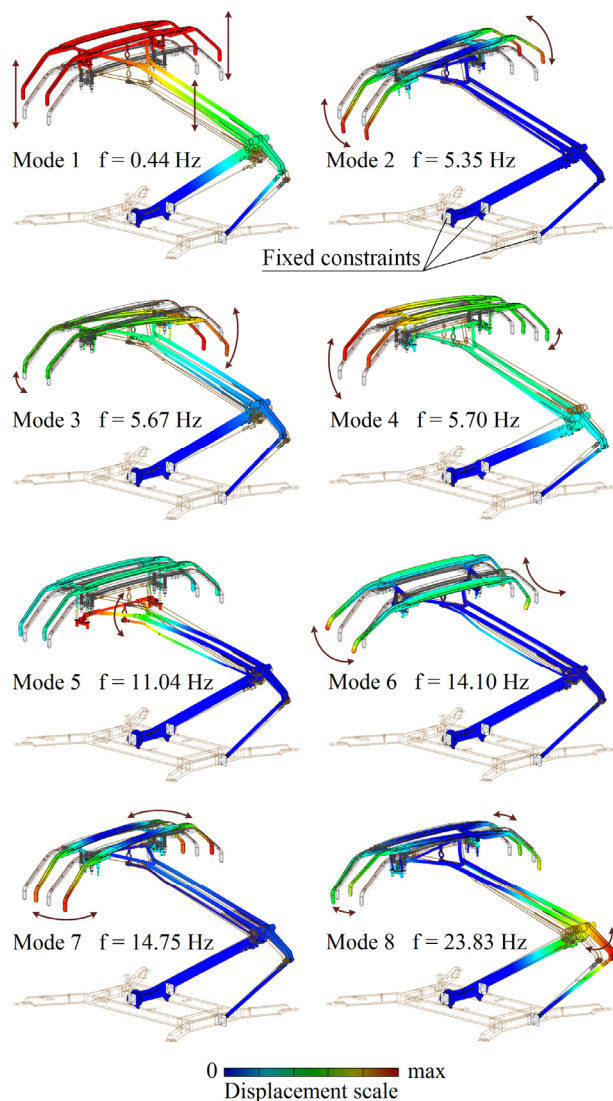 Mode 1 f = 0.44 Hz
Mode 2 f = 5.35 Hz
Fixed constraints
Mode 3 f = 5.67 Hz
Mode 4 f = 5.70 Hz
Mode 5 f = 11.04 Hz
Mode 6 f = 14.10 Hz
Mode 7 f = 14.75 Hz
Mode 8 f = 23.83 Hz
0 max
Displacement scale